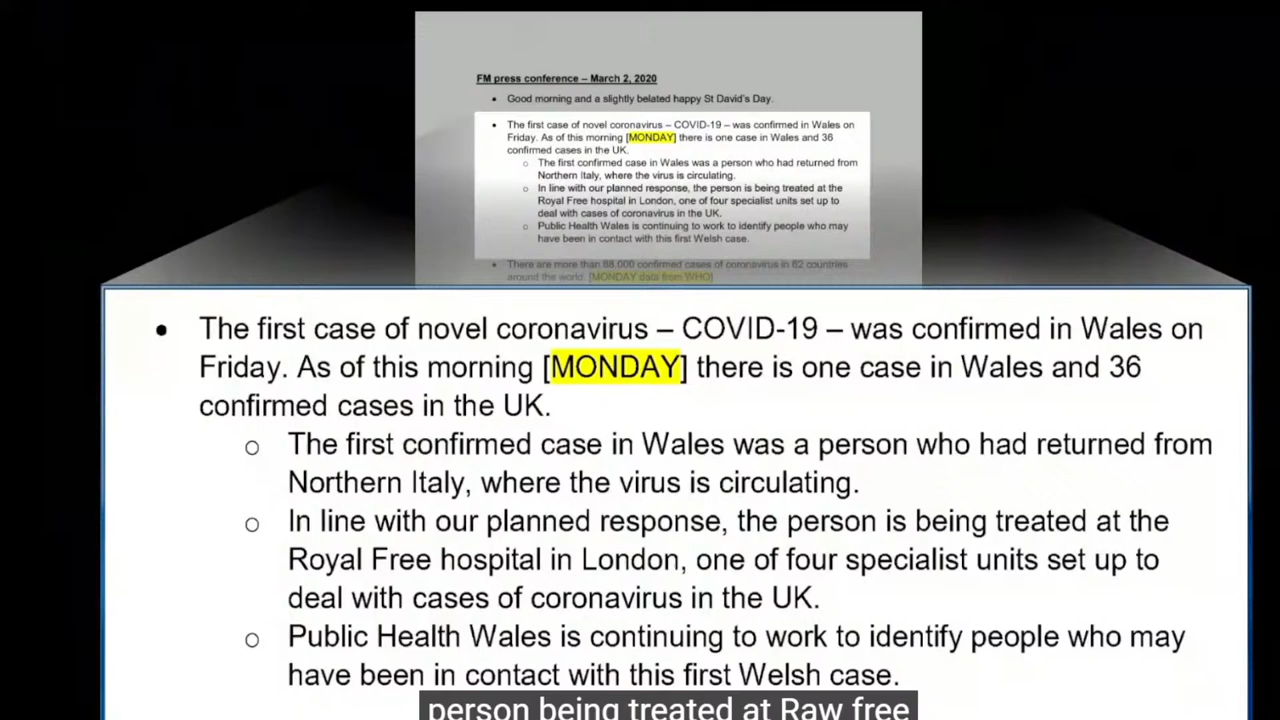 FM press conference – March 2, 2020
• Good morning and a slightly belated happy St David's Day.
• The first case of novel coronavirus – COVID-19 – was confirmed in Wales on
Friday. As of this morning [MONDAY] there is one case in Wales and 36
confirmed cases in the UK.
o The first confirmed case in Wales was a person who had returned from
Northern Italy, where the virus is circulating.
o In line with our planned response, the person is being treated at the
Royal Free hospital in London, one of four specialist units set up to
deal with cases of coronavirus in the UK.
o Public Health Wales is continuing to work to identify people who may
have been in contact with this first Welsh case.
• There are more than 88,000 confirmed cases of coronavirus in 62 countries
around the world. [MONDAY data from WHO]
• The first case of novel coronavirus – COVID-19 – was confirmed in Wales on
Friday. As of this morning [MONDAY] there is one case in Wales and 36
confirmed cases in the UK.
o The first confirmed case in Wales was a person who had returned from
Northern Italy, where the virus is circulating.
o In line with our planned response, the person is being treated at the
Royal Free hospital in London, one of four specialist units set up to
deal with cases of coronavirus in the UK.
o Public Health Wales is continuing to work to identify people who may
have been in contact with this first Welsh case.
person being treated at Raw free